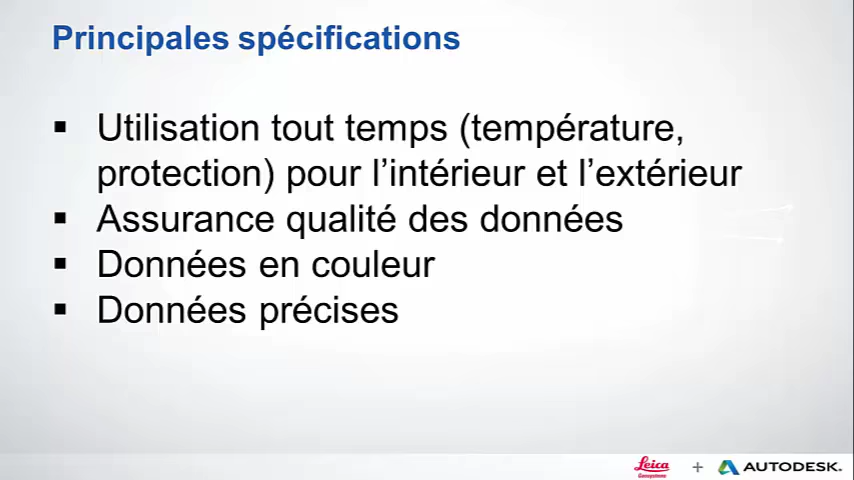 Principales spécifications
▪ Utilisation tout temps (température,
protection) pour l’intérieur et l’extérieur
▪ Assurance qualité des données
▪ Données en couleur
▪ Données précises
Leica
Geosystems
+
AUTODESK.